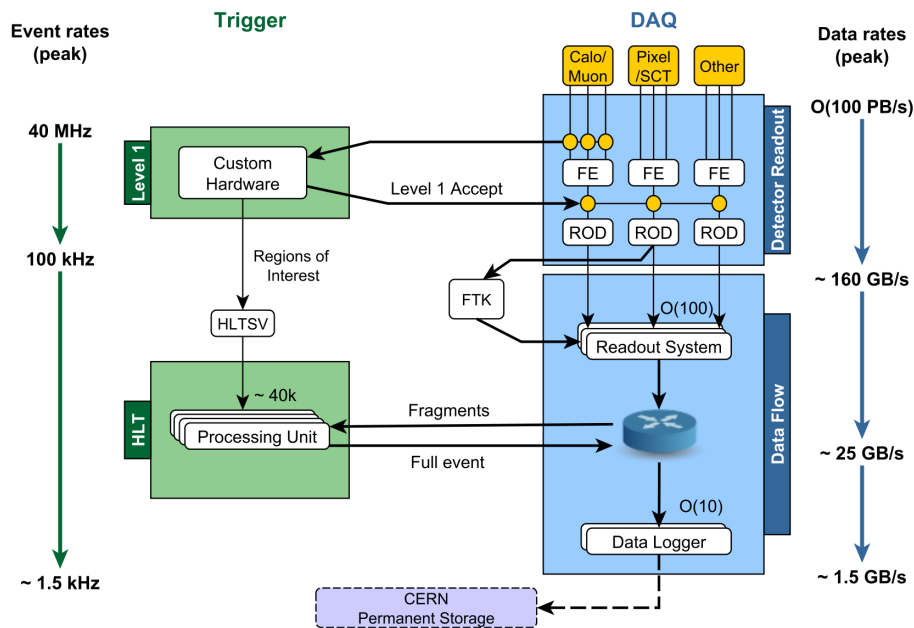 Trigger
DAQ
Event rates
(peak)
Data rates
(peak)
Calo/
Muon
Pixel
/SCT
Other
40 MHz
O(100 PB/s)
Level 1
Custom
Hardware
FE
FE
FE
Level 1 Accept
Detector Readout
ROD
ROD
ROD
100 kHz
Regions of
Interest
~ 160 GB/s
FTK
HLTSV
O(100)
Readout System
HLT
~ 40k
Processing Unit
Fragments
Full event
Data Flow
~ 25 GB/s
O(10)
Data Logger
~ 1.5 kHz
~ 1.5 GB/s
CERN
Permanent Storage